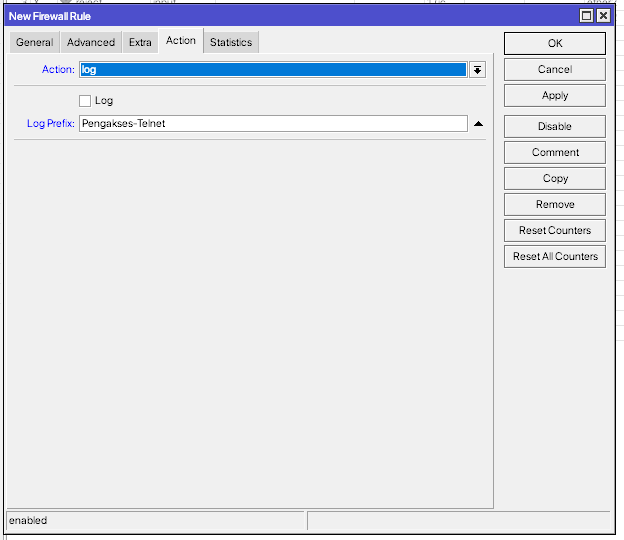 New Firewall Rule
General Advanced Extra Action Statistics
Action: log
Log
Log Prefix: Pengakses-Telnet
OK
Cancel
Apply
Disable
Comment
Copy
Remove
Reset Counters
Reset All Counters
enabled